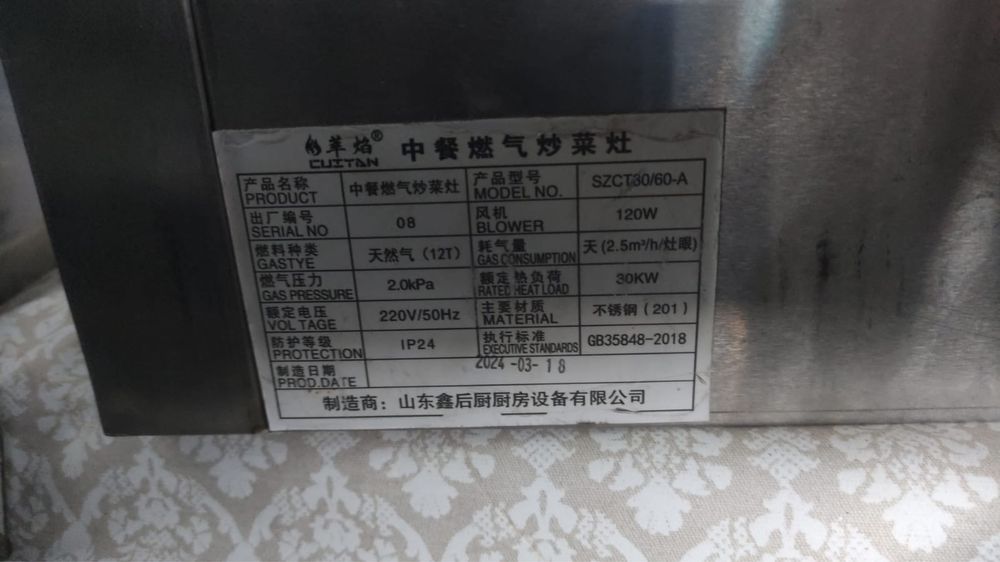 萃焰® 中餐燃气炒菜灶
CUIYAN
产品名称 中餐燃气炒菜灶 产品型号 SZCT30/60-A
PRODUCT MODEL NO.
出厂编号 08 风机 120W
SERIAL NO BLOWER
燃料种类 天然气（12T） 耗气量 天(2.5m³/h/灶眼)
GASTYE GAS CONSUMPTION
燃气压力 2.0kPa 额定热负荷 30KW
GAS PRESSURE RATED HEAT LOAD
额定电压 220V/50Hz 主要材质 不锈钢（201）
VOLTAGE MATERIAL
防护等级 IP24 执行标准 GB35848-2018
PROTECTION EXECUTIVE STANDARDS
制造日期 2024-03-18
PROD.DATE
制造商：山东鑫后厨厨房设备有限公司